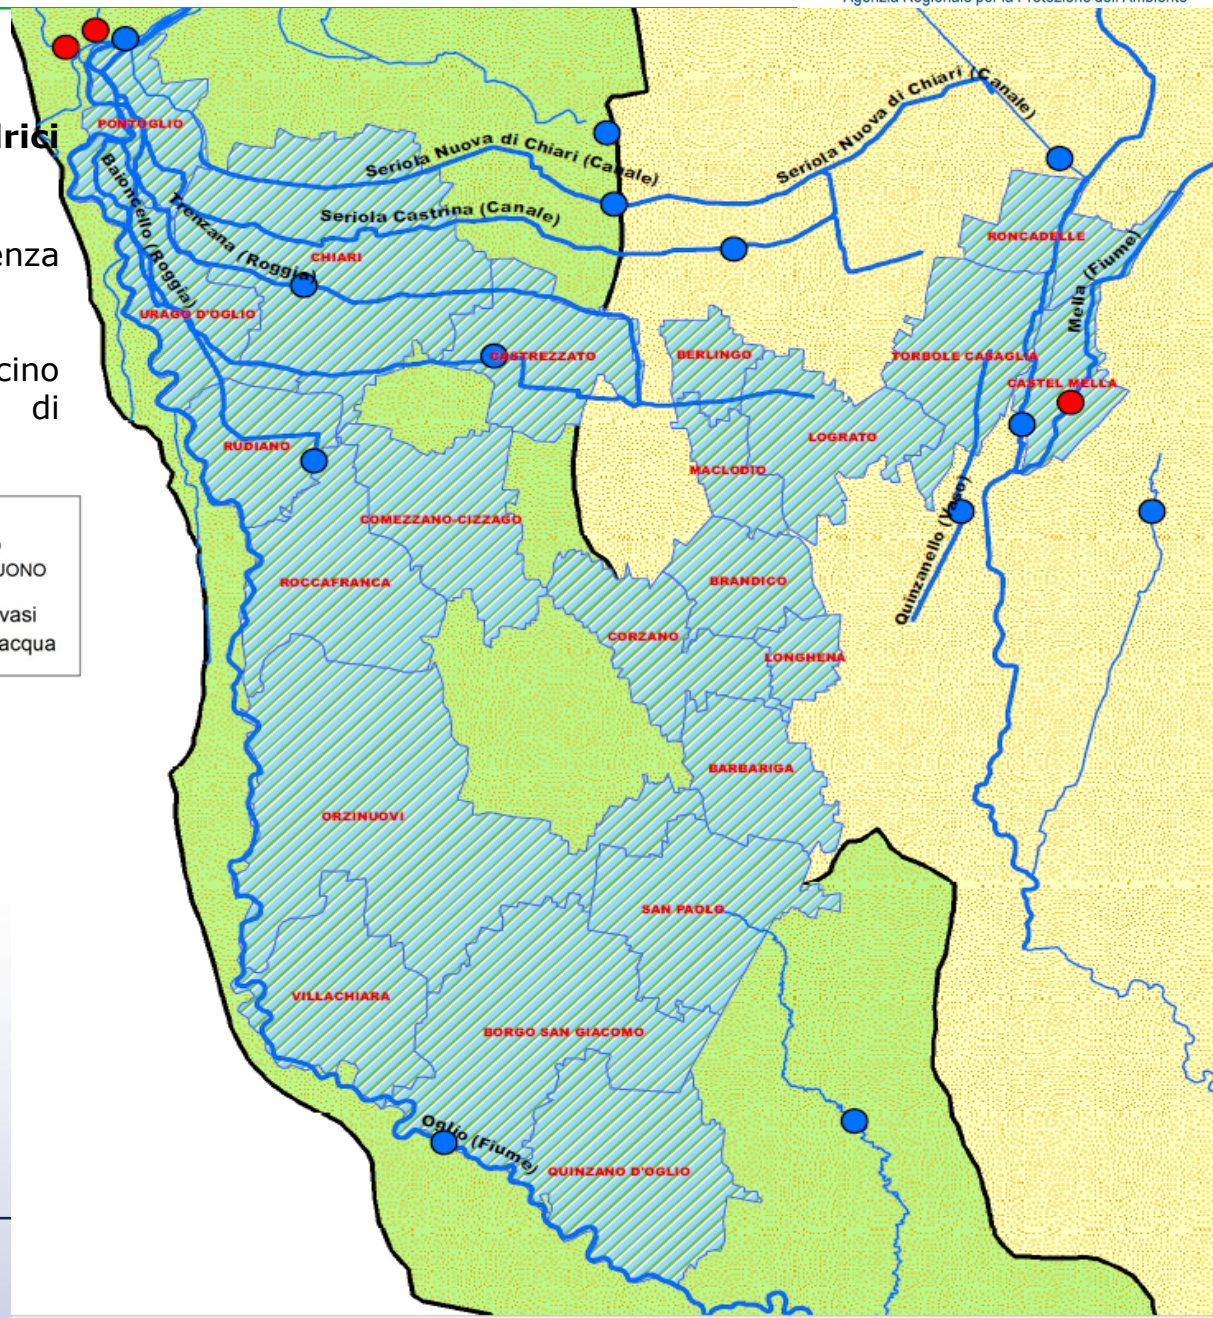 Agenzia Regionale per la Protezione dell'Ambiente
PONTOGLIO
Seriola Nuova di Chiari (Canale)
Seriola Nuova di Chiari (Canale)
Baioncello (Roggia)
Trenzana (Roggia)
Seriola Castrina (Canale)
CHIARI
RONCADELLE
Mella (Fiume)
enza
URAGO D'OGLIO
CASTREZZATO
BERLINGO
TORBOLE CASAGLIA
cino
CASTEL MELLA
di
RUDIANO
LOGRATO
MACLODIO
COMEZZANO-CIZZAGO
Quinzanello (Vaso)
UONO
ROCCAFRANCA
BRANDICO
vasi
CORZANO
acqua
LONGHENA
BARBARIGA
ORZINUOVI
SAN PAOLO
VILLACHIARA
BORGO SAN GIACOMO
Oglio (Fiume)
QUINZANO D'OGLIO